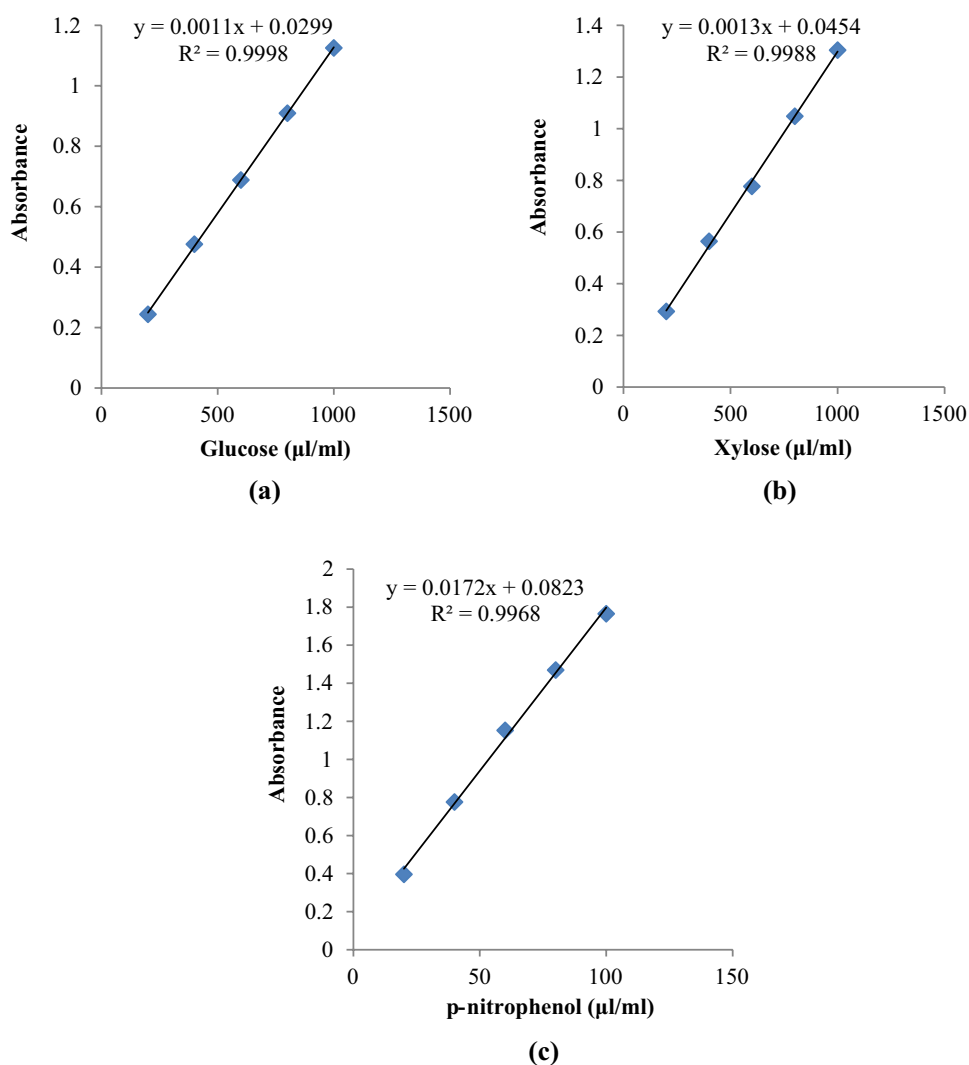 y = 0.0011x + 0.0299
R² = 0.9998
1.2
1
0.8
0.6
0.4
0.2
0
Absorbance
0 500 1000 1500
Glucose (µl/ml)
(a)
y = 0.0013x + 0.0454
R² = 0.9988
1.4
1.2
1
0.8
0.6
0.4
0.2
0
Absorbance
0 500 1000 1500
Xylose (µl/ml)
(b)
y = 0.0172x + 0.0823
R² = 0.9968
2
1.8
1.6
1.4
1.2
1
0.8
0.6
0.4
0.2
0
Absorbance
0 50 100 150
p-nitrophenol (µl/ml)
(c)